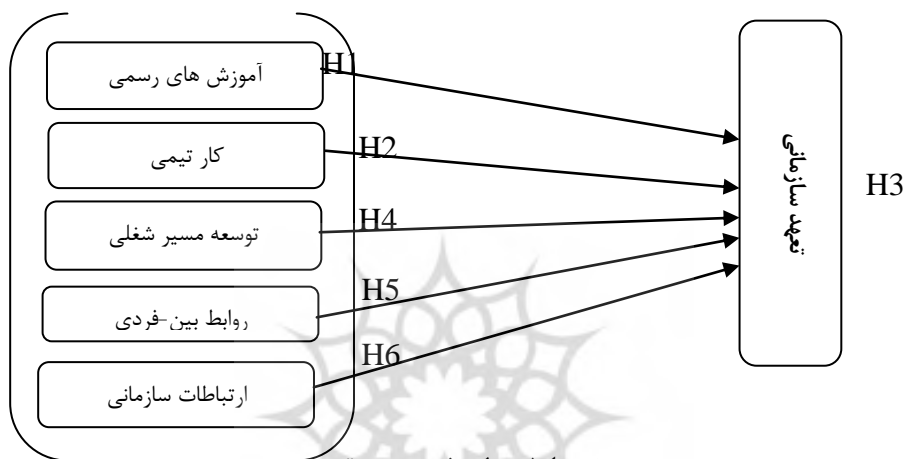 آموزش های رسمی
H1
کار تیمی
H2
توسعه مسیر شغلی
H4
روابط بین-فردی
H5
ارتباطات سازمانی
H6
تعهد سازمانی
H3